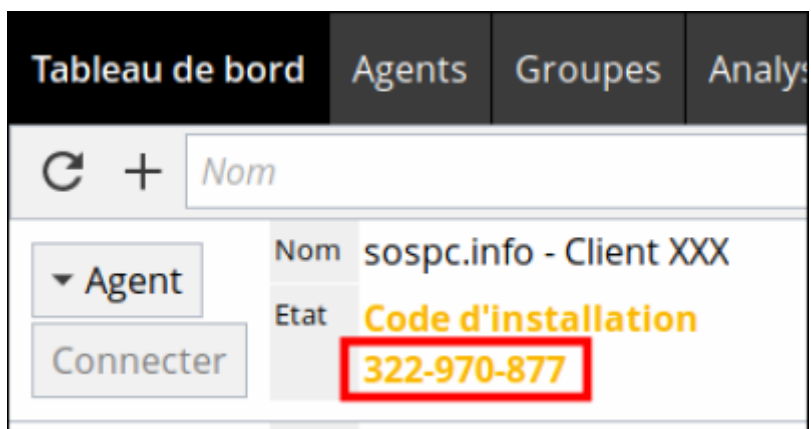 Tableau de bord Agents Groupes Analys
Nom
Nom sospc.info - Client XXX
Agent
Etat Code d'installation
Connecter 322-970-877